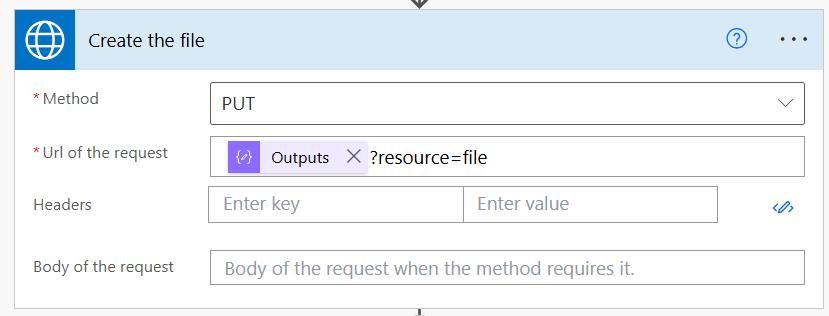 Create the file
* Method
PUT
* Url of the request
Outputs ?resource=file
Headers
Enter key
Enter value
Body of the request
Body of the request when the method requires it.